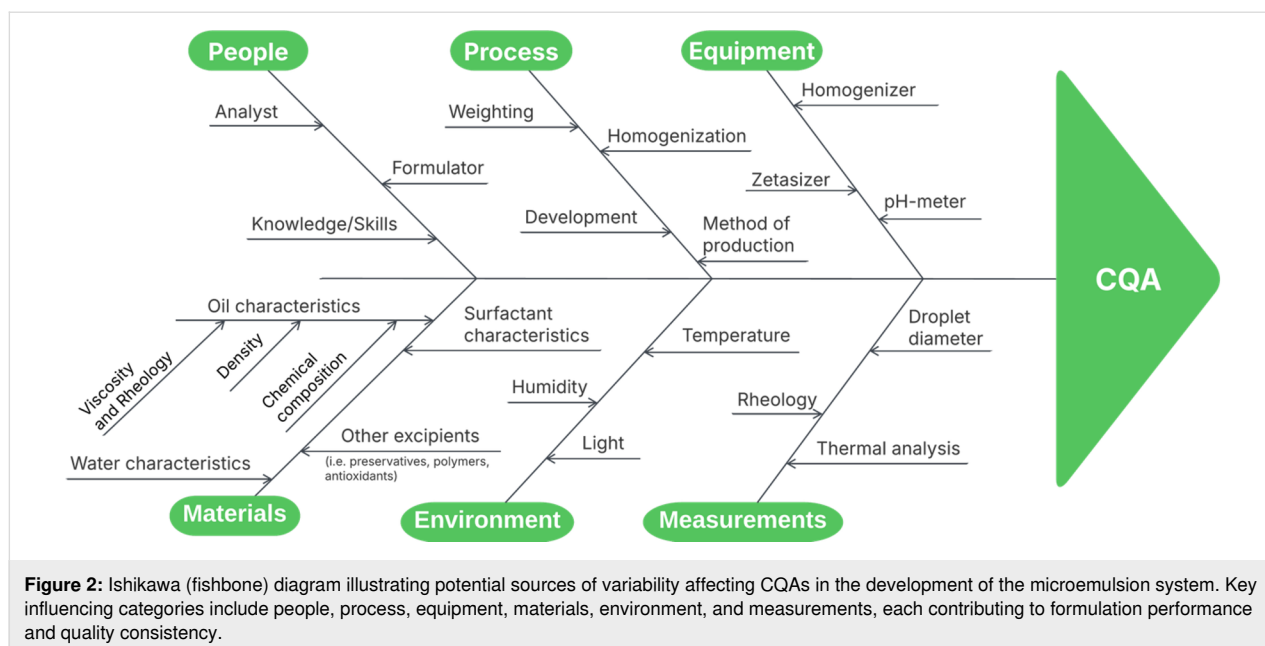 People
Process
Equipment
Analyst
Formulator
Knowledge/Skills
Weighting
Homogenization
Development
Method of
production
Homogenizer
Zetasizer
pH-meter
CQA
Oil characteristics
Viscosity
and Rheology
Density
Chemical
composition
Surfactant
characteristics
Other excipients
(i.e. preservatives, polymers,
antioxidants)
Water characteristics
Temperature
Humidity
Light
Droplet
diameter
Rheology
Thermal analysis
Materials
Environment
Measurements
Figure 2: Ishikawa (fishbone) diagram illustrating potential sources of variability affecting CQAs in the development of the microemulsion system. Key
influencing categories include people, process, equipment, materials, environment, and measurements, each contributing to formulation performance
and quality consistency.